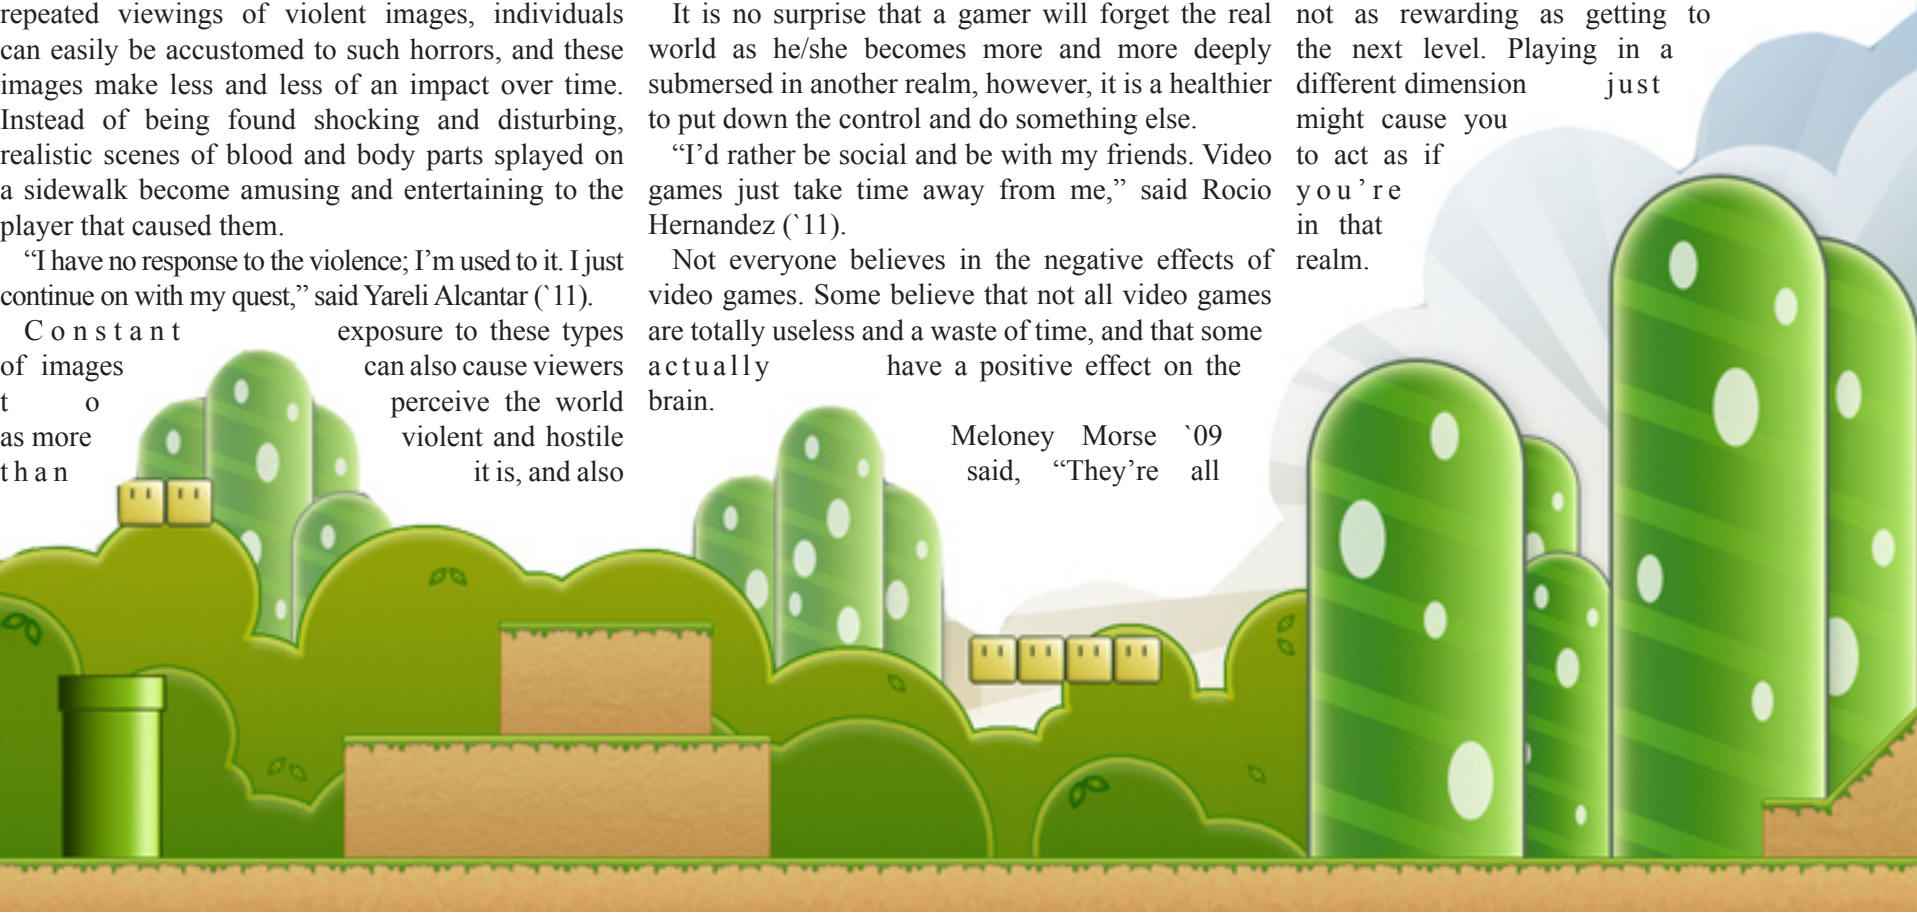 repeated viewings of violent images, individuals
can easily be accustomed to such horrors, and these
images make less and less of an impact over time.
Instead of being found shocking and disturbing,
realistic scenes of blood and body parts splayed on
a sidewalk become amusing and entertaining to the
player that caused them.
“I have no response to the violence; I’m used to it. I just
continue on with my quest,” said Yareli Alcantar (`11).
Constant exposure to these types
of images can also cause viewers
to perceive the world
as more violent and hostile
than it is, and also
It is no surprise that a gamer will forget the real
world as he/she becomes more and more deeply
submersed in another realm, however, it is a healthier
to put down the control and do something else.
“I’d rather be social and be with my friends. Video
games just take time away from me,” said Rocio
Hernandez (`11).
Not everyone believes in the negative effects of
video games. Some believe that not all video games
are totally useless and a waste of time, and that some
actually have a positive effect on the
brain.
Meloney Morse `09
said, “They’re all
not as rewarding as getting to
the next level. Playing in a
different dimension just
might cause you
to act as if
you’re
in that
realm.